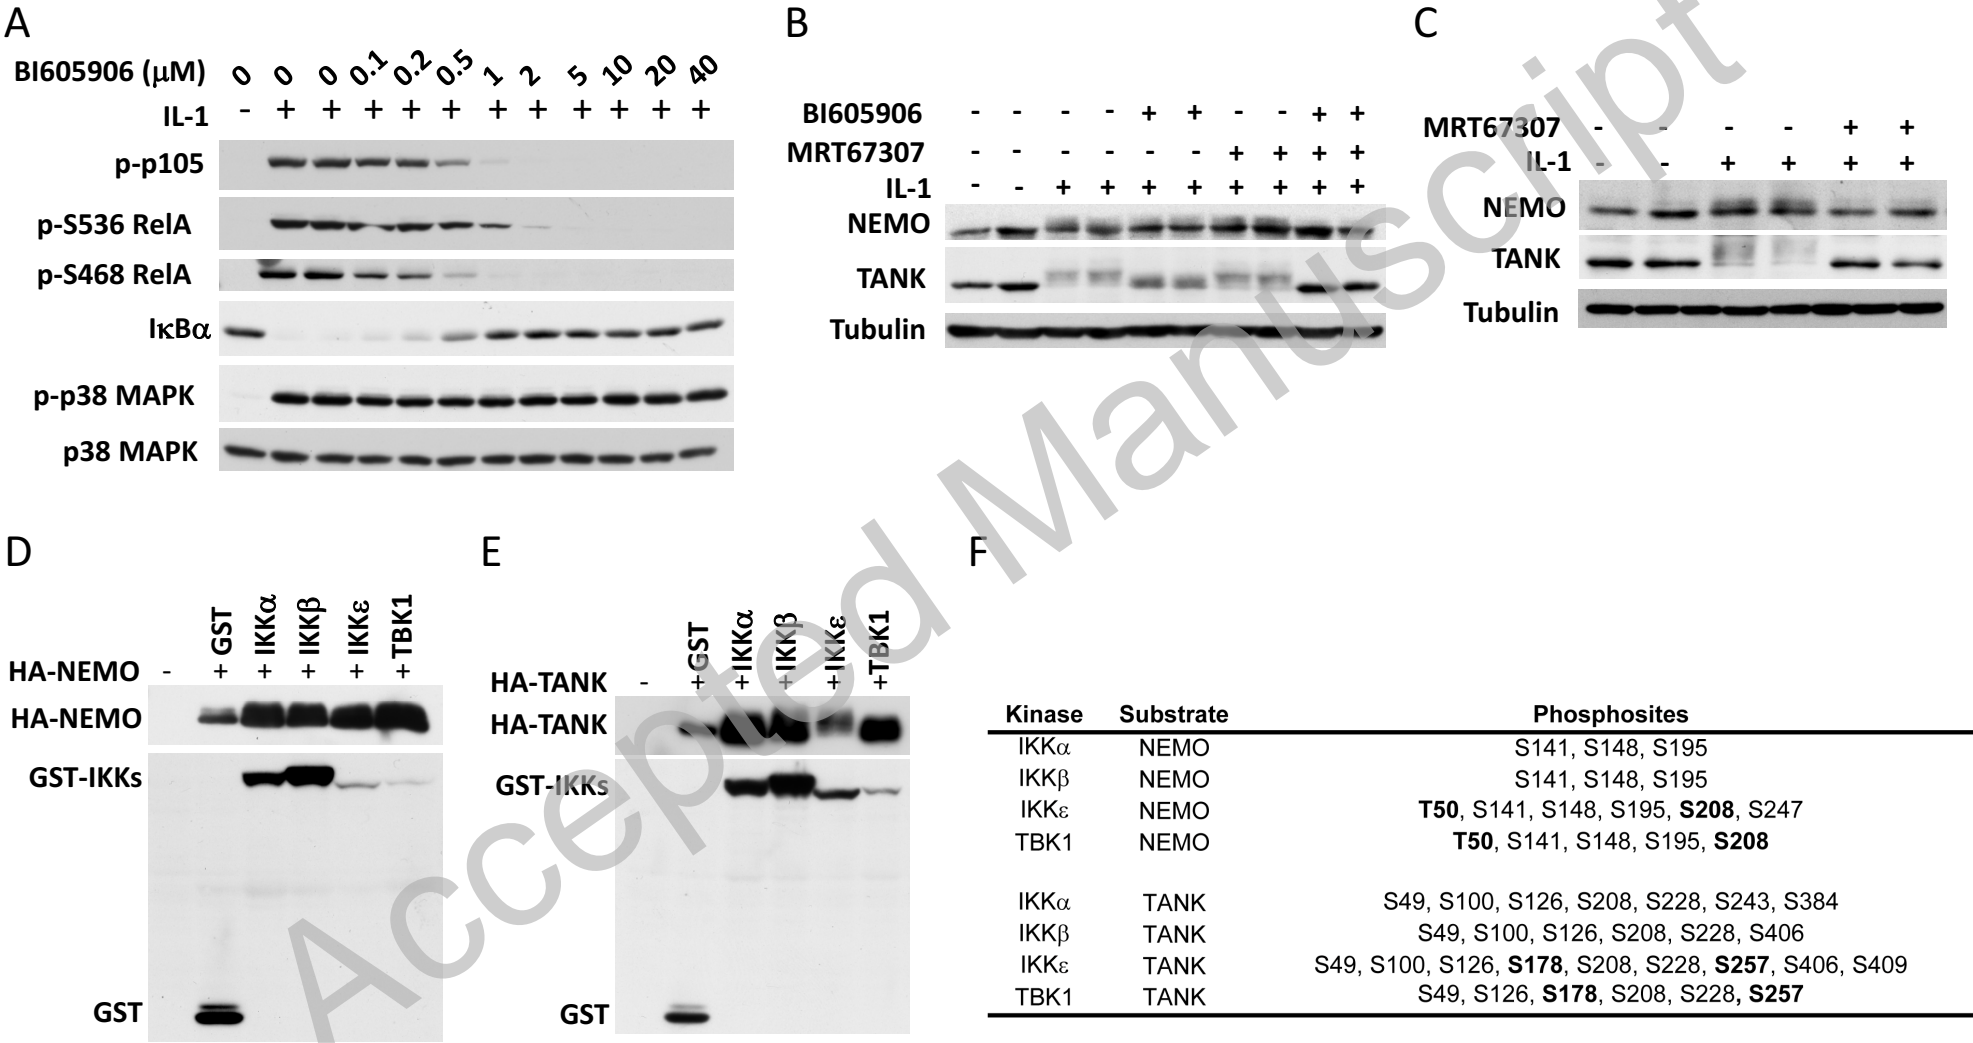 A
BI605906 (μM) 0 0 0 0.1 0.2 0.5 1 2 5 10 20 40
IL-1 - + + + + + + + + + + +
p-p105
p-S536 RelA
p-S468 RelA
IκBα
p-p38 MAPK
p38 MAPK
B
BI605906 - - - - + + - - + +
MRT67307 - - - - - - + + + +
IL-1 - - + + + + + + + +
NEMO
TANK
Tubulin
C
MRT67307 - - - - + +
IL-1 - - + + + +
NEMO
TANK
Tubulin
D
GST IKKα IKKβ IKKε TBK1
HA-NEMO - + + + + +
HA-NEMO
GST-IKKs
GST
E
GST IKKα IKKβ IKKε TBK1
HA-TANK - + + + + +
HA-TANK
GST-IKKs
GST
F
Kinase Substrate Phosphosites
IKKα NEMO S141, S148, S195
IKKβ NEMO S141, S148, S195
IKKε NEMO T50, S141, S148, S195, S208, S247
TBK1 NEMO T50, S141, S148, S195, S208
IKKα TANK S49, S100, S126, S208, S228, S243, S384
IKKβ TANK S49, S100, S126, S208, S228, S406
IKKε TANK S49, S100, S126, S178, S208, S228, S257, S406, S409
TBK1 TANK S49, S126, S178, S208, S228, S257
Accepted Manuscript